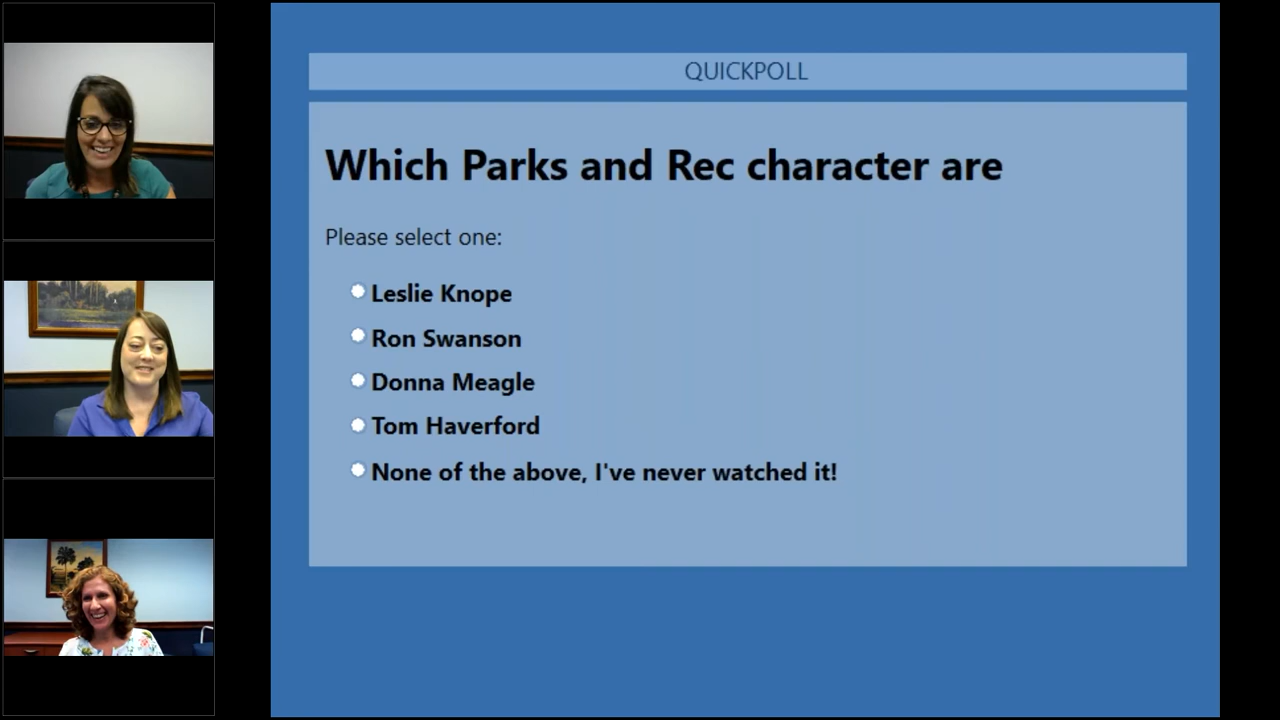 QUICKPOLL
Which Parks and Rec character are
Please select one:
Leslie Knope
Ron Swanson
Donna Meagle
Tom Haverford
None of the above, I've never watched it!